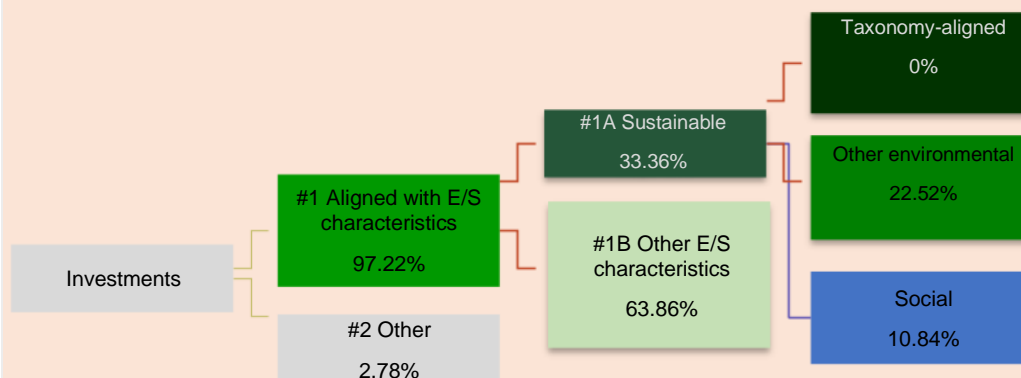 Investments
#1 Aligned with E/S
characteristics
97.22%
#2 Other
2.78%
#1A Sustainable
33.36%
#1B Other E/S
characteristics
63.86%
Taxonomy-aligned
0%
Other environmental
22.52%
Social
10.84%